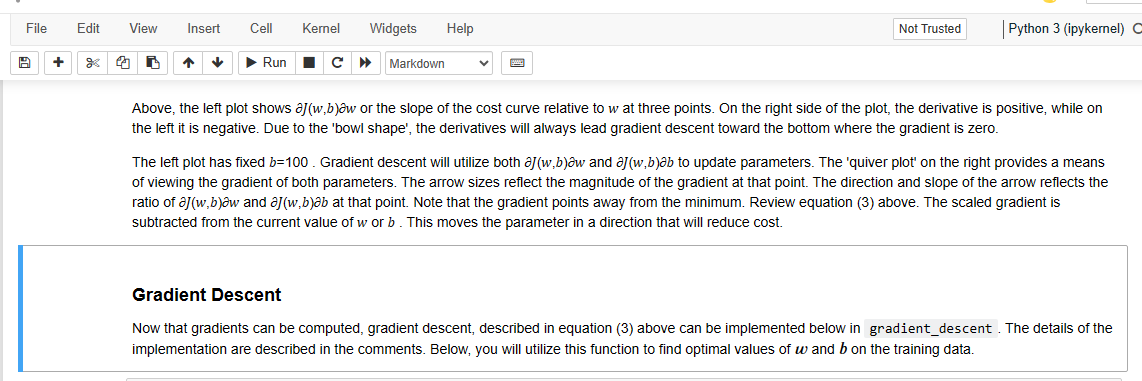 File Edit View Insert Cell Kernel Widgets Help Not Trusted Python 3 (ipykernel)
Run Markdown
Above, the left plot shows ∂J(w,b)∂w or the slope of the cost curve relative to w at three points. On the right side of the plot, the derivative is positive, while on
the left it is negative. Due to the 'bowl shape', the derivatives will always lead gradient descent toward the bottom where the gradient is zero.
The left plot has fixed b=100 . Gradient descent will utilize both ∂J(w,b)∂w and ∂J(w,b)∂b to update parameters. The 'quiver plot' on the right provides a means
of viewing the gradient of both parameters. The arrow sizes reflect the magnitude of the gradient at that point. The direction and slope of the arrow reflects the
ratio of ∂J(w,b)∂w and ∂J(w,b)∂b at that point. Note that the gradient points away from the minimum. Review equation (3) above. The scaled gradient is
subtracted from the current value of w or b . This moves the parameter in a direction that will reduce cost.
Gradient Descent
Now that gradients can be computed, gradient descent, described in equation (3) above can be implemented below in gradient_descent . The details of the
implementation are described in the comments. Below, you will utilize this function to find optimal values of w and b on the training data.